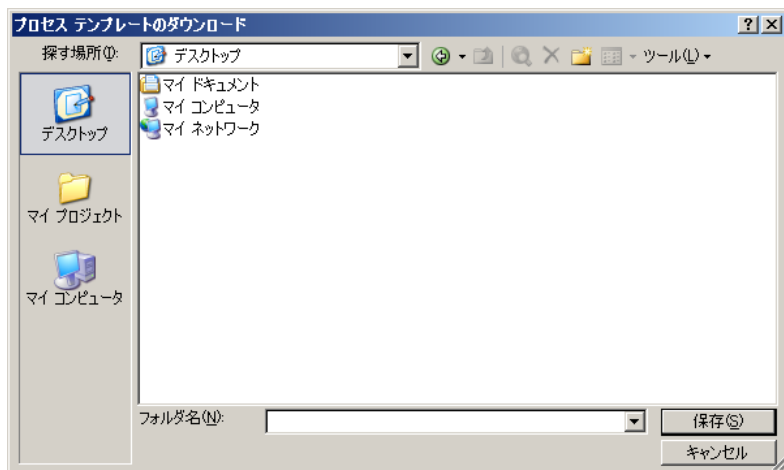 プロセス テンプレートのダウンロード
探す場所(I): デスクトップ ツール(L)
デスクトップ
マイ プロジェクト
マイ コンピュータ
マイ ドキュメント
マイ コンピュータ
マイ ネットワーク
フォルダ名(N):
保存(S)
キャンセル